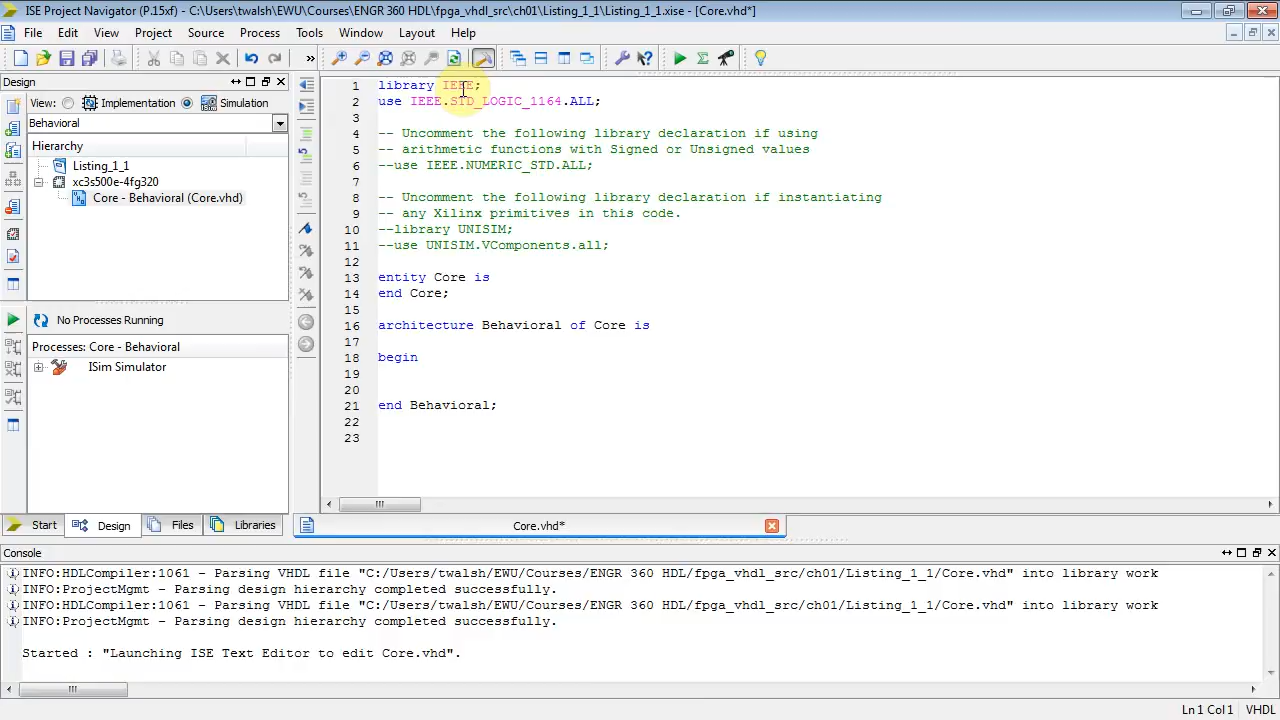 ISE Project Navigator (P.15xf) - C:\Users\twalsh\EWU\Courses\ENGR 360 HDL\fpga_vhdl_src\ch01\Listing_1_1\Listing_1_1.xise - [Core.vhd*]
File Edit View Project Source Process Tools Window Layout Help
Design
View: Implementation Simulation
Behavioral
Hierarchy
Listing_1_1
xc3s500e-4fg320
Core - Behavioral (Core.vhd)
No Processes Running
Processes: Core - Behavioral
ISim Simulator
Start Design Files Libraries
1 library IEEE;
2 use IEEE.STD_LOGIC_1164.ALL;
3
4 -- Uncomment the following library declaration if using
5 -- arithmetic functions with Signed or Unsigned values
6 --use IEEE.NUMERIC_STD.ALL;
7
8 -- Uncomment the following library declaration if instantiating
9 -- any Xilinx primitives in this code.
10 --library UNISIM;
11 --use UNISIM.VComponents.all;
12
13 entity Core is
14 end Core;
15
16 architecture Behavioral of Core is
17
18 begin
19
20
21 end Behavioral;
22
23
Core.vhd*
Console
INFO:HDLCompiler:1061 - Parsing VHDL file "C:/Users/twalsh/EWU/Courses/ENGR 360 HDL/fpga_vhdl_src/ch01/Listing_1_1/Core.vhd" into library work
INFO:ProjectMgmt - Parsing design hierarchy completed successfully.
INFO:HDLCompiler:1061 - Parsing VHDL file "C:/Users/twalsh/EWU/Courses/ENGR 360 HDL/fpga_vhdl_src/ch01/Listing_1_1/Core.vhd" into library work
INFO:ProjectMgmt - Parsing design hierarchy completed successfully.
Started : "Launching ISE Text Editor to edit Core.vhd".
Ln 1 Col 1 VHDL